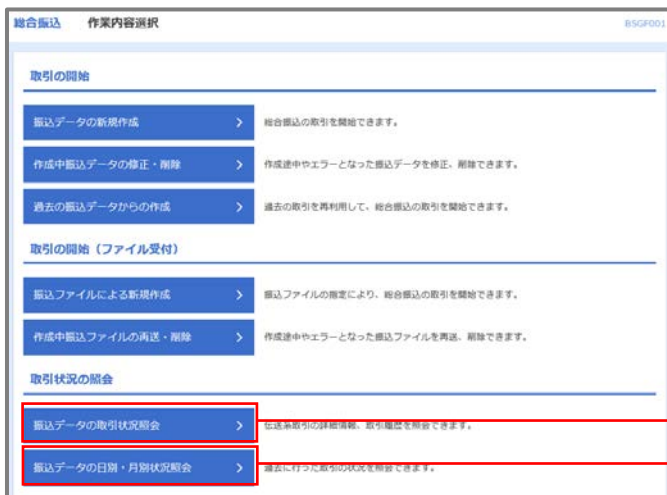 総合振込 作業内容選択 BSGF001
取引の開始
振込データの新規作成 総合振込の取引を開始できます。
作成中振込データの修正・削除 作成途中やエラーとなった振込データを修正、削除できます。
過去の振込データからの作成 過去の取引を再利用して、総合振込の取引を開始できます。
取引の開始（ファイル受付）
振込ファイルによる新規作成 振込ファイルの指定により、総合振込の取引を開始できます。
作成中振込ファイルの再送・削除 作成途中やエラーとなった振込ファイルを再送、削除できます。
取引状況の照会
振込データの取引状況照会 伝送系取引の詳細情報、取引履歴を照会できます。
振込データの日別・月別状況照会 過去に行った取引の状況を照会できます。